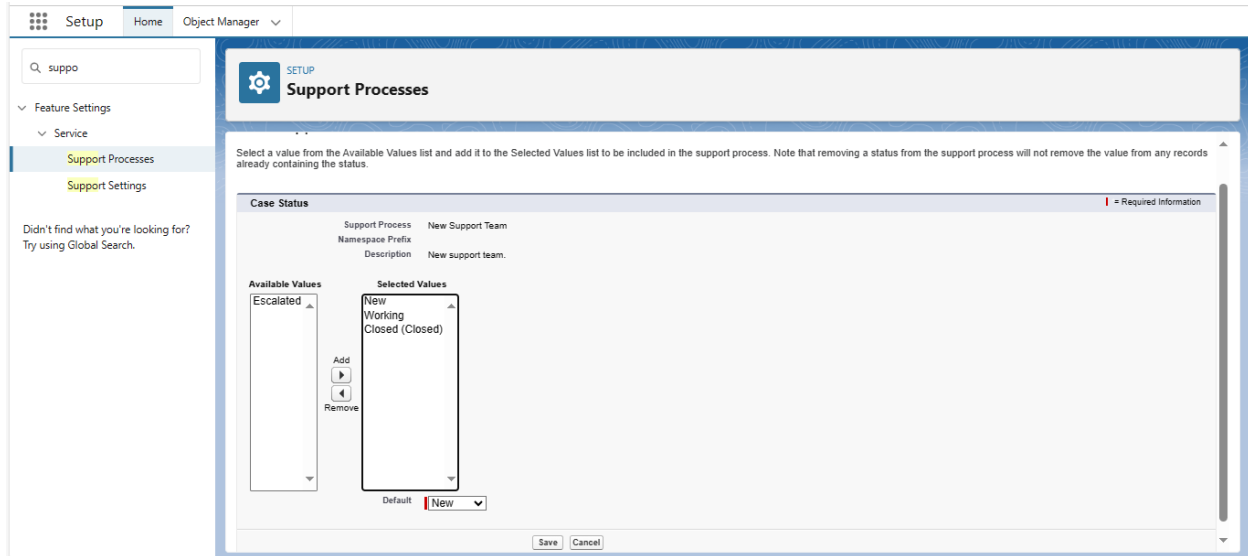 Setup
Home
Object Manager
suppo
Feature Settings
Service
Support Processes
Support Settings
Didn't find what you're looking for?
Try using Global Search.
SETUP
Support Processes
Select a value from the Available Values list and add it to the Selected Values list to be included in the support process. Note that removing a status from the support process will not remove the value from any records
already containing the status.
Case Status
= Required Information
Support Process New Support Team
Namespace Prefix
Description New support team.
Available Values
Selected Values
Escalated
New
Working
Closed (Closed)
Add
Remove
Default New
Save Cancel